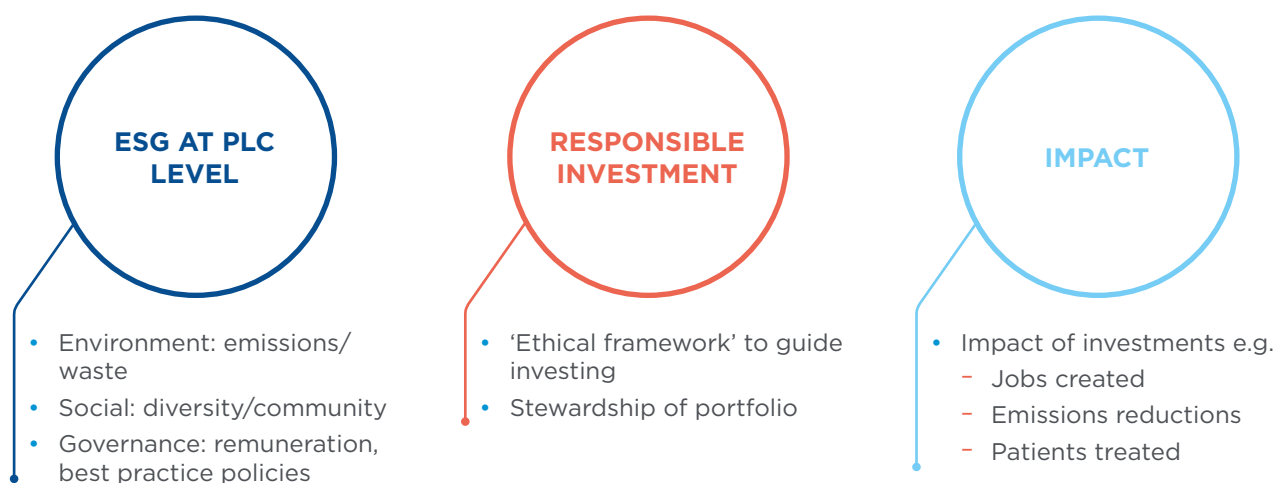 ESG AT PLC
LEVEL
• Environment: emissions/
waste
• Social: diversity/community
• Governance: remuneration,
best practice policies
RESPONSIBLE
INVESTMENT
• ‘Ethical framework’ to guide
investing
• Stewardship of portfolio
IMPACT
• Impact of investments e.g.
– Jobs created
– Emissions reductions
– Patients treated